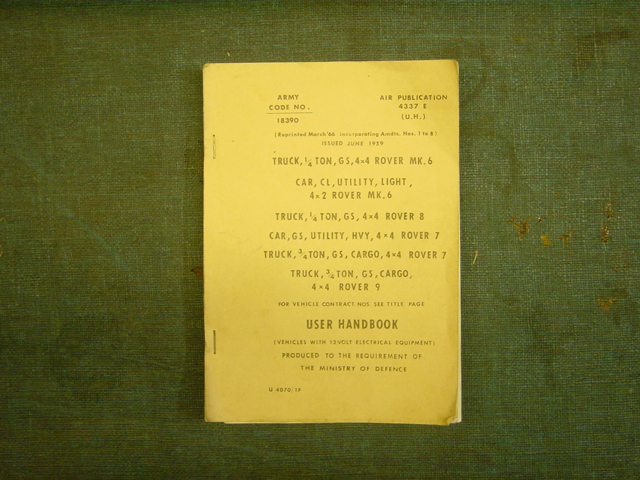 ARMY
CODE NO.
18390
AIR PUBLICATION
4337 E
(U.H.)
(Reprinted March '66 incorporating Amdts. Nos. 1 to 8)
ISSUED JUNE 1959
TRUCK, ¼ TON, GS, 4×4 ROVER MK.6
CAR, CL, UTILITY, LIGHT,
4×2 ROVER MK.6
TRUCK, ¼ TON, GS, 4×4 ROVER 8
CAR, GS, UTILITY, HVY, 4×4 ROVER 7
TRUCK, ¾ TON, GS, CARGO, 4×4 ROVER 7
TRUCK, ¾ TON, GS, CARGO,
4×4 ROVER 9
FOR VEHICLE CONTRACT NOS. SEE TITLE PAGE
USER HANDBOOK
(VEHICLES WITH 12 VOLT ELECTRICAL EQUIPMENT)
PRODUCED TO THE REQUIREMENT OF
THE MINISTRY OF DEFENCE
U 4070/1F